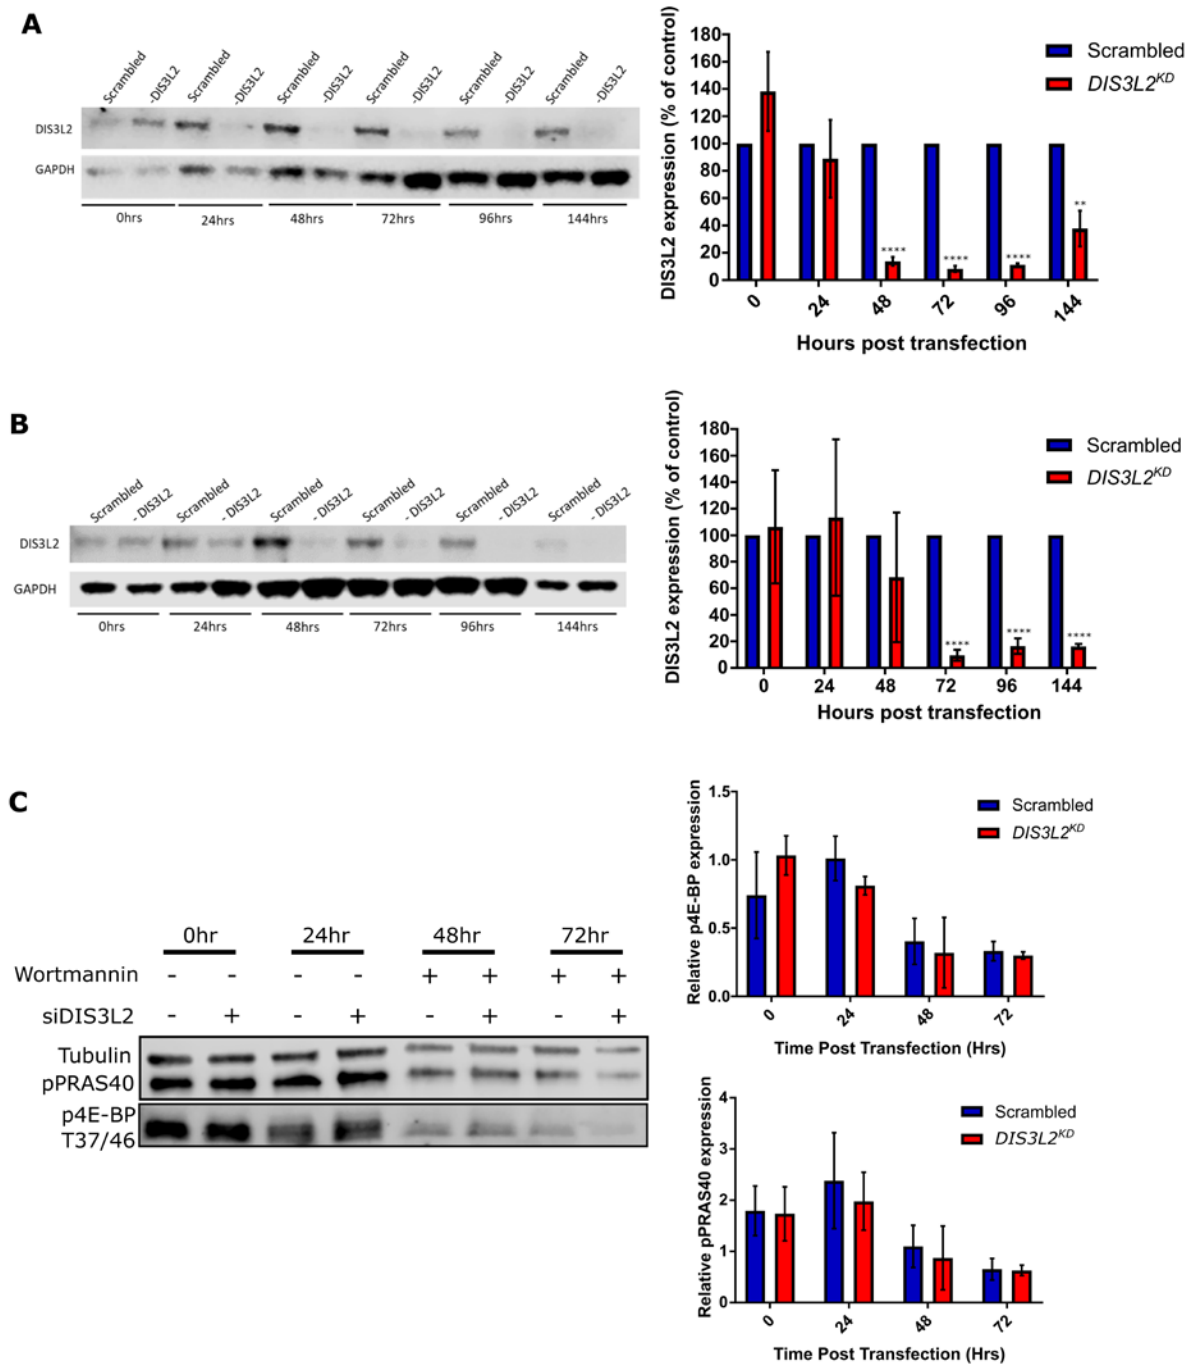 A
Scrambled -DIS3L2 Scrambled -DIS3L2 Scrambled -DIS3L2 Scrambled -DIS3L2 Scrambled -DIS3L2 Scrambled -DIS3L2
DIS3L2
GAPDH
0hrs 24hrs 48hrs 72hrs 96hrs 144hrs
DIS3L2 expression (% of control)
180
160
140
120
100
80
60
40
20
0
Scrambled
DIS3L2KD
**** **** **** **
0 24 48 72 96 144
Hours post transfection
B
Scrambled - DIS3L2 Scrambled - DIS3L2 Scrambled - DIS3L2 Scrambled - DIS3L2 Scrambled - DIS3L2 Scrambled - DIS3L2
DIS3L2
GAPDH
0hrs 24hrs 48hrs 72hrs 96hrs 144hrs
DIS3L2 expression (% of control)
180
160
140
120
100
80
60
40
20
0
Scrambled
DIS3L2KD
**** **** ****
0 24 48 72 96 144
Hours post transfection
C
0hr 24hr 48hr 72hr
Wortmannin - - - - + + + +
siDIS3L2 - + - + - + - +
Tubulin
pPRAS40
p4E-BP
T37/46
Relative p4E-BP expression
1.5
1.0
0.5
0.0
Scrambled
DIS3L2KD
0 24 48 72
Time Post Transfection (Hrs)
Relative pPRAS40 expression
4
3
2
1
0
Scrambled
DIS3L2KD
0 24 48 72
Time Post Transfection (Hrs)